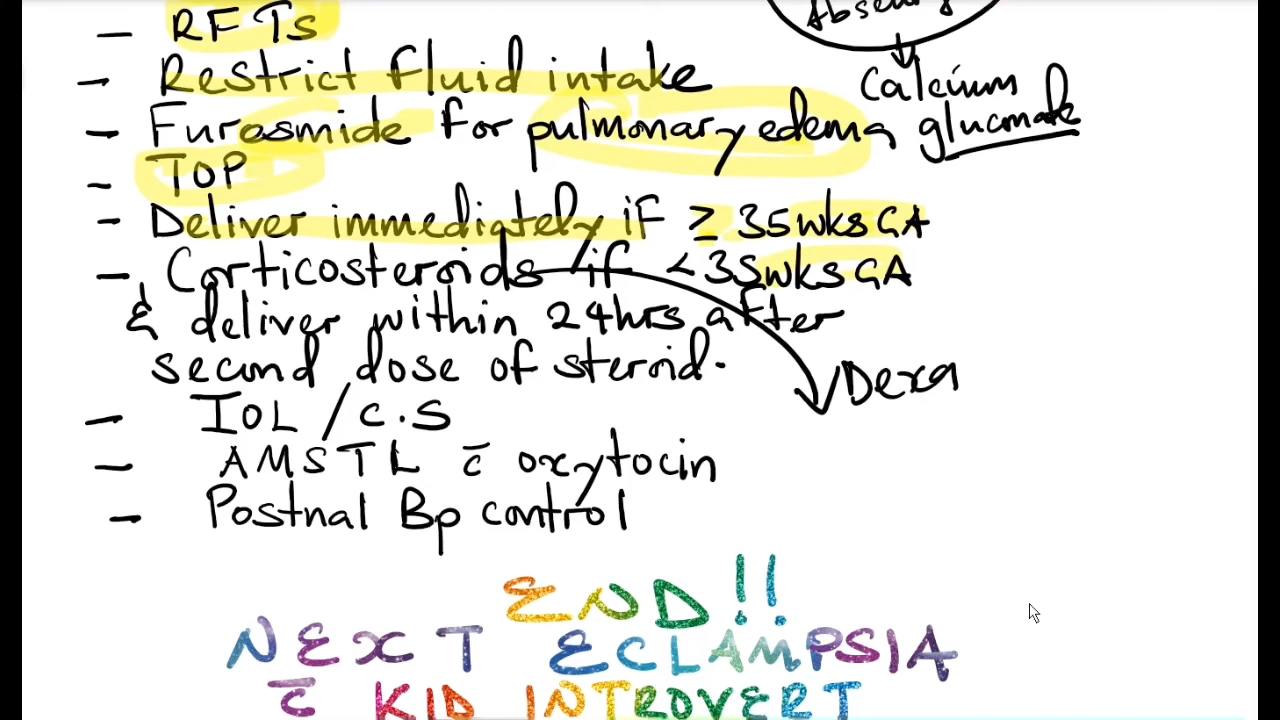 - RFTs
Absent
- Restrict fluid intake
Calcium
- Furosmide for pulmonary edema
gluconate
- TOP
- Deliver immediately if ≥ 35wks GA
- Corticosteroids if <35wks GA
& deliver within 24hrs after
second dose of steroid.
Dexa
- IOL / C.S
- AMSTL c̄ oxytocin
- Postnal Bp control
END!!
NEXT ECLAMPSIA
c̄ KID INTROVERT